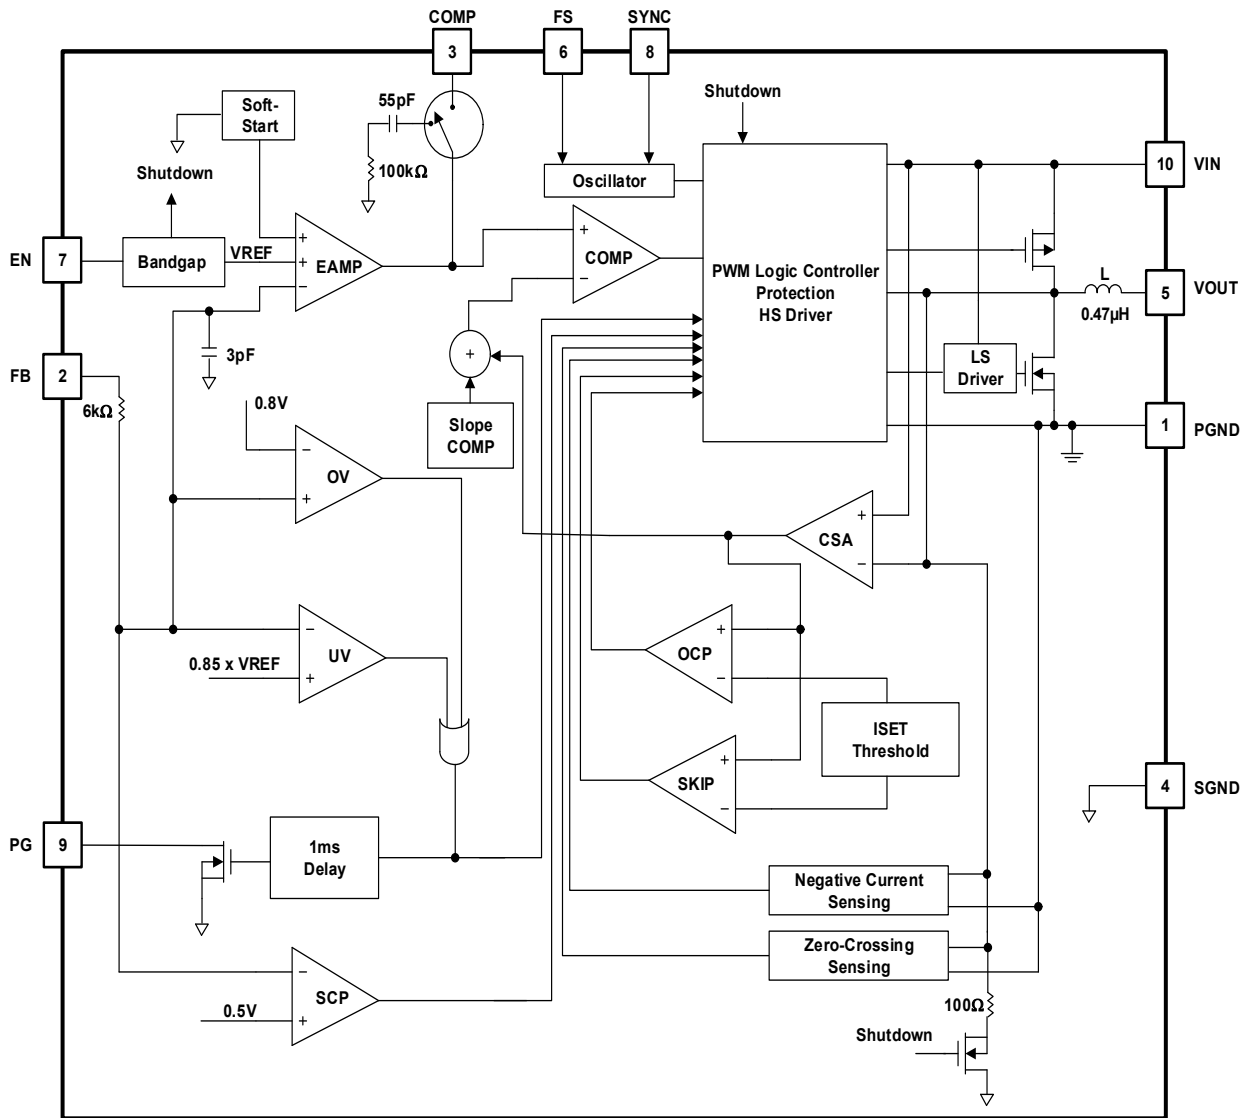 COMP
FS
SYNC
3
6
8
Soft-
Start
55pF
100kΩ
Shutdown
Shutdown
Oscillator
10
VIN
EN
7
Bandgap
VREF
+
+
−
EAMP
+
−
COMP
PWM Logic Controller
Protection
HS Driver
L
0.47µH
5
VOUT
3pF
+
LS
Driver
FB
2
6kΩ
0.8V
Slope
COMP
1
PGND
−
+
OV
+
−
CSA
−
+
UV
0.85 x VREF
+
−
OCP
ISET
Threshold
+
−
SKIP
4
SGND
PG
9
1ms
Delay
Negative Current
Sensing
Zero-Crossing
Sensing
−
+
SCP
0.5V
100Ω
Shutdown